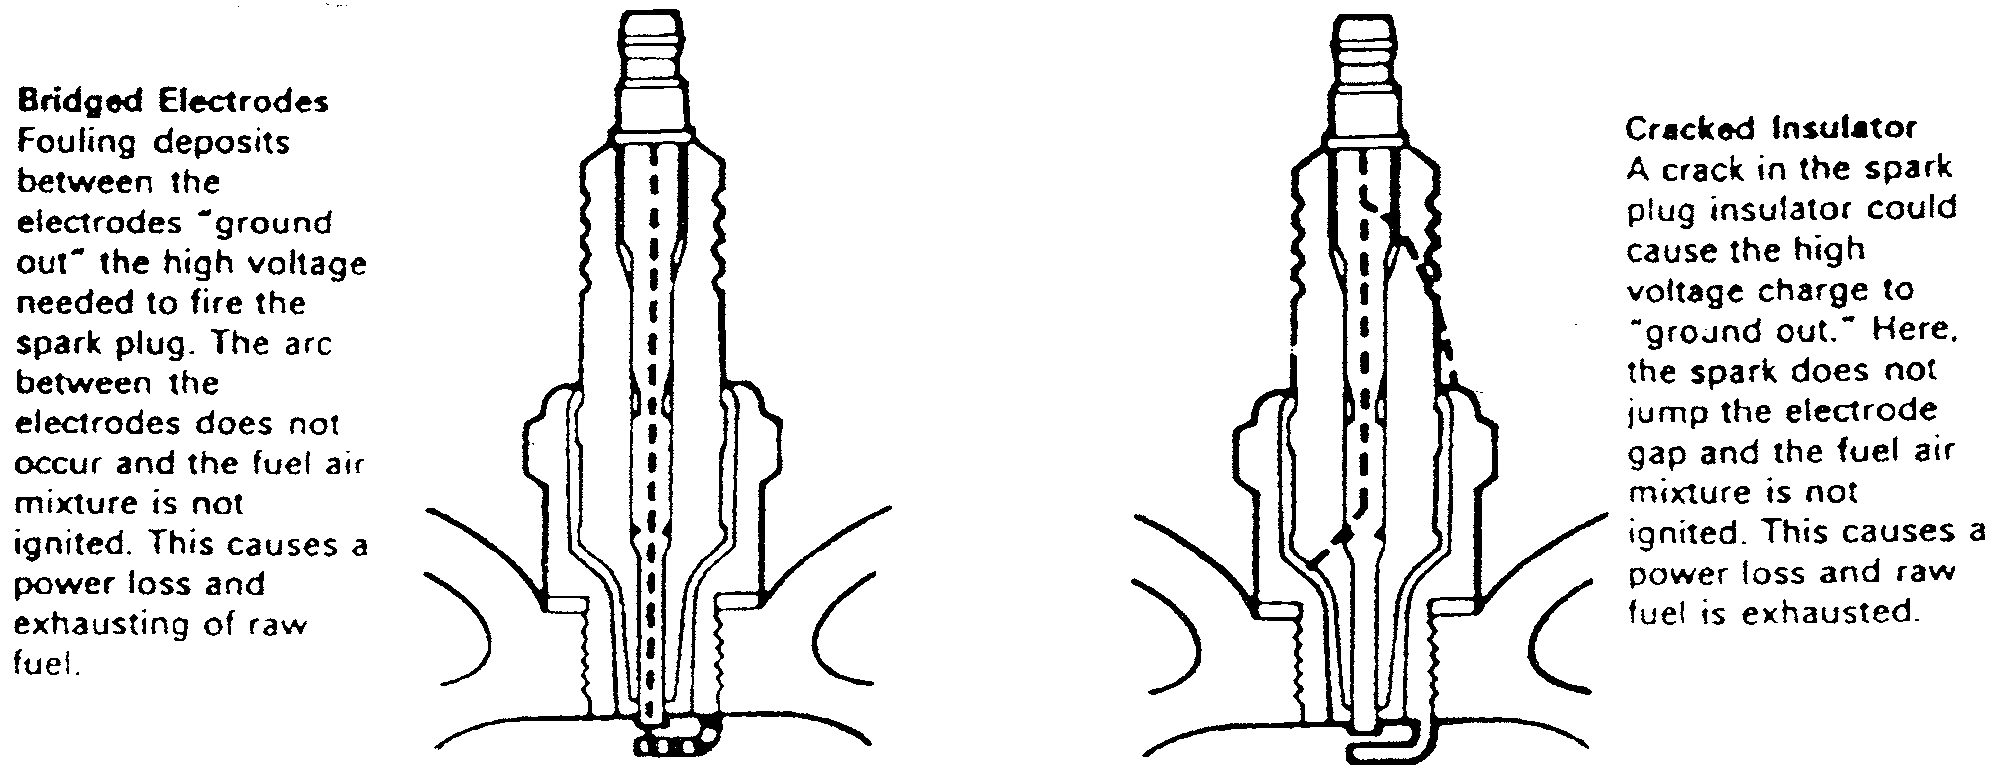 Bridged Electrodes
Fouling deposits
between the
electrodes "ground
out" the high voltage
needed to fire the
spark plug. The arc
between the
electrodes does not
occur and the fuel air
mixture is not
ignited. This causes a
power loss and
exhausting of raw
fuel.
Cracked Insulator
A crack in the spark
plug insulator could
cause the high
voltage charge to
"ground out." Here,
the spark does not
jump the electrode
gap and the fuel air
mixture is not
ignited. This causes a
power loss and raw
fuel is exhausted.